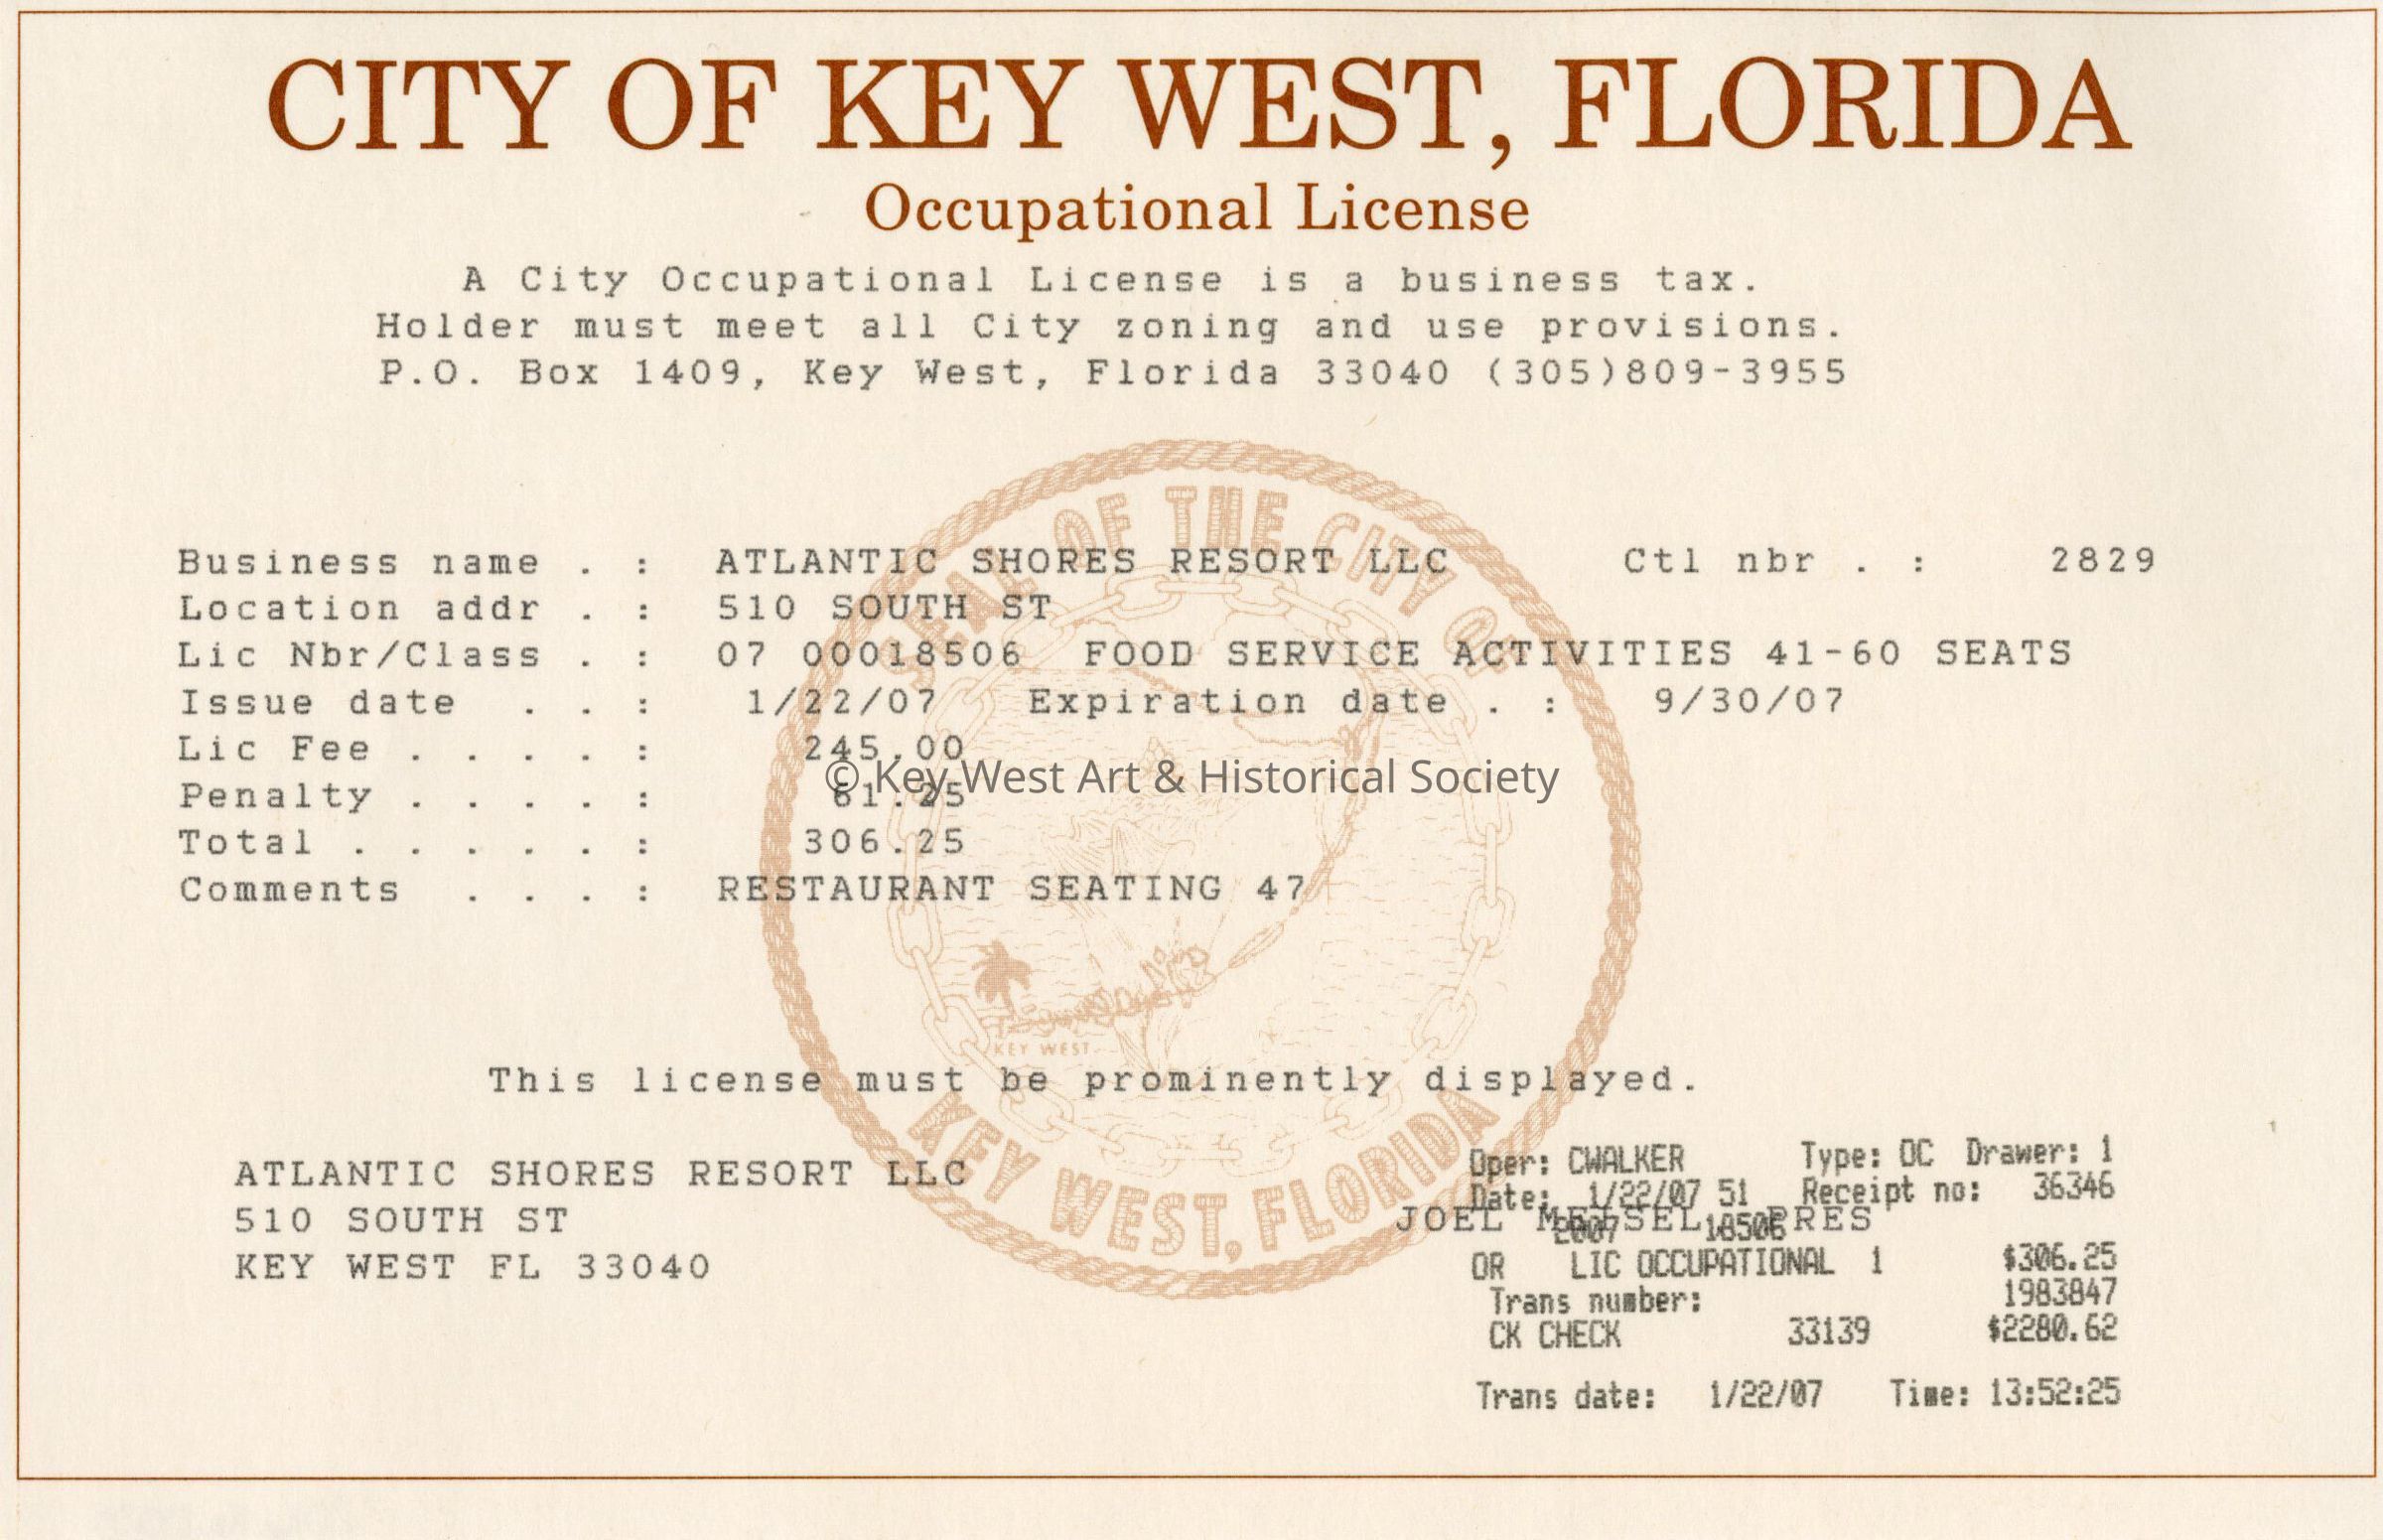 CITY OF KEY WEST, FLORIDA
Occupational License
A City Occupational License is a business tax.
Holder must meet all City zoning and use provisions.
P.O. Box 1409, Key West, Florida 33040 (305)809-3955
SEAL OF THE CITY OF
Business name . : ATLANTIC SHORES RESORT LLC Ctl nbr . : 2829
Location addr . : 510 SOUTH ST
Lic Nbr/Class . : 07 00018506 FOOD SERVICE ACTIVITIES 41-60 SEATS
Issue date . . : 1/22/07 Expiration date . : 9/30/07
Lic Fee . . . . : 245.00
© Key West Art & Historical Society
Penalty . . . . : 61.25
Total . . . . . : 306.25
Comments . . . : RESTAURANT SEATING 47
KEY WEST
This license must be prominently displayed.
KEY WEST, FLORIDA
ATLANTIC SHORES RESORT LLC
510 SOUTH ST
KEY WEST FL 33040
Oper: CWALKER Type: OC Drawer: 1
Date: 1/22/07 51 Receipt no: 36346
JOEL PRES
2007 18506
OR LIC OCCUPATIONAL 1 $306.25
Trans number: 1983847
CK CHECK 33139 $2280.62
Trans date: 1/22/07 Time: 13:52:25